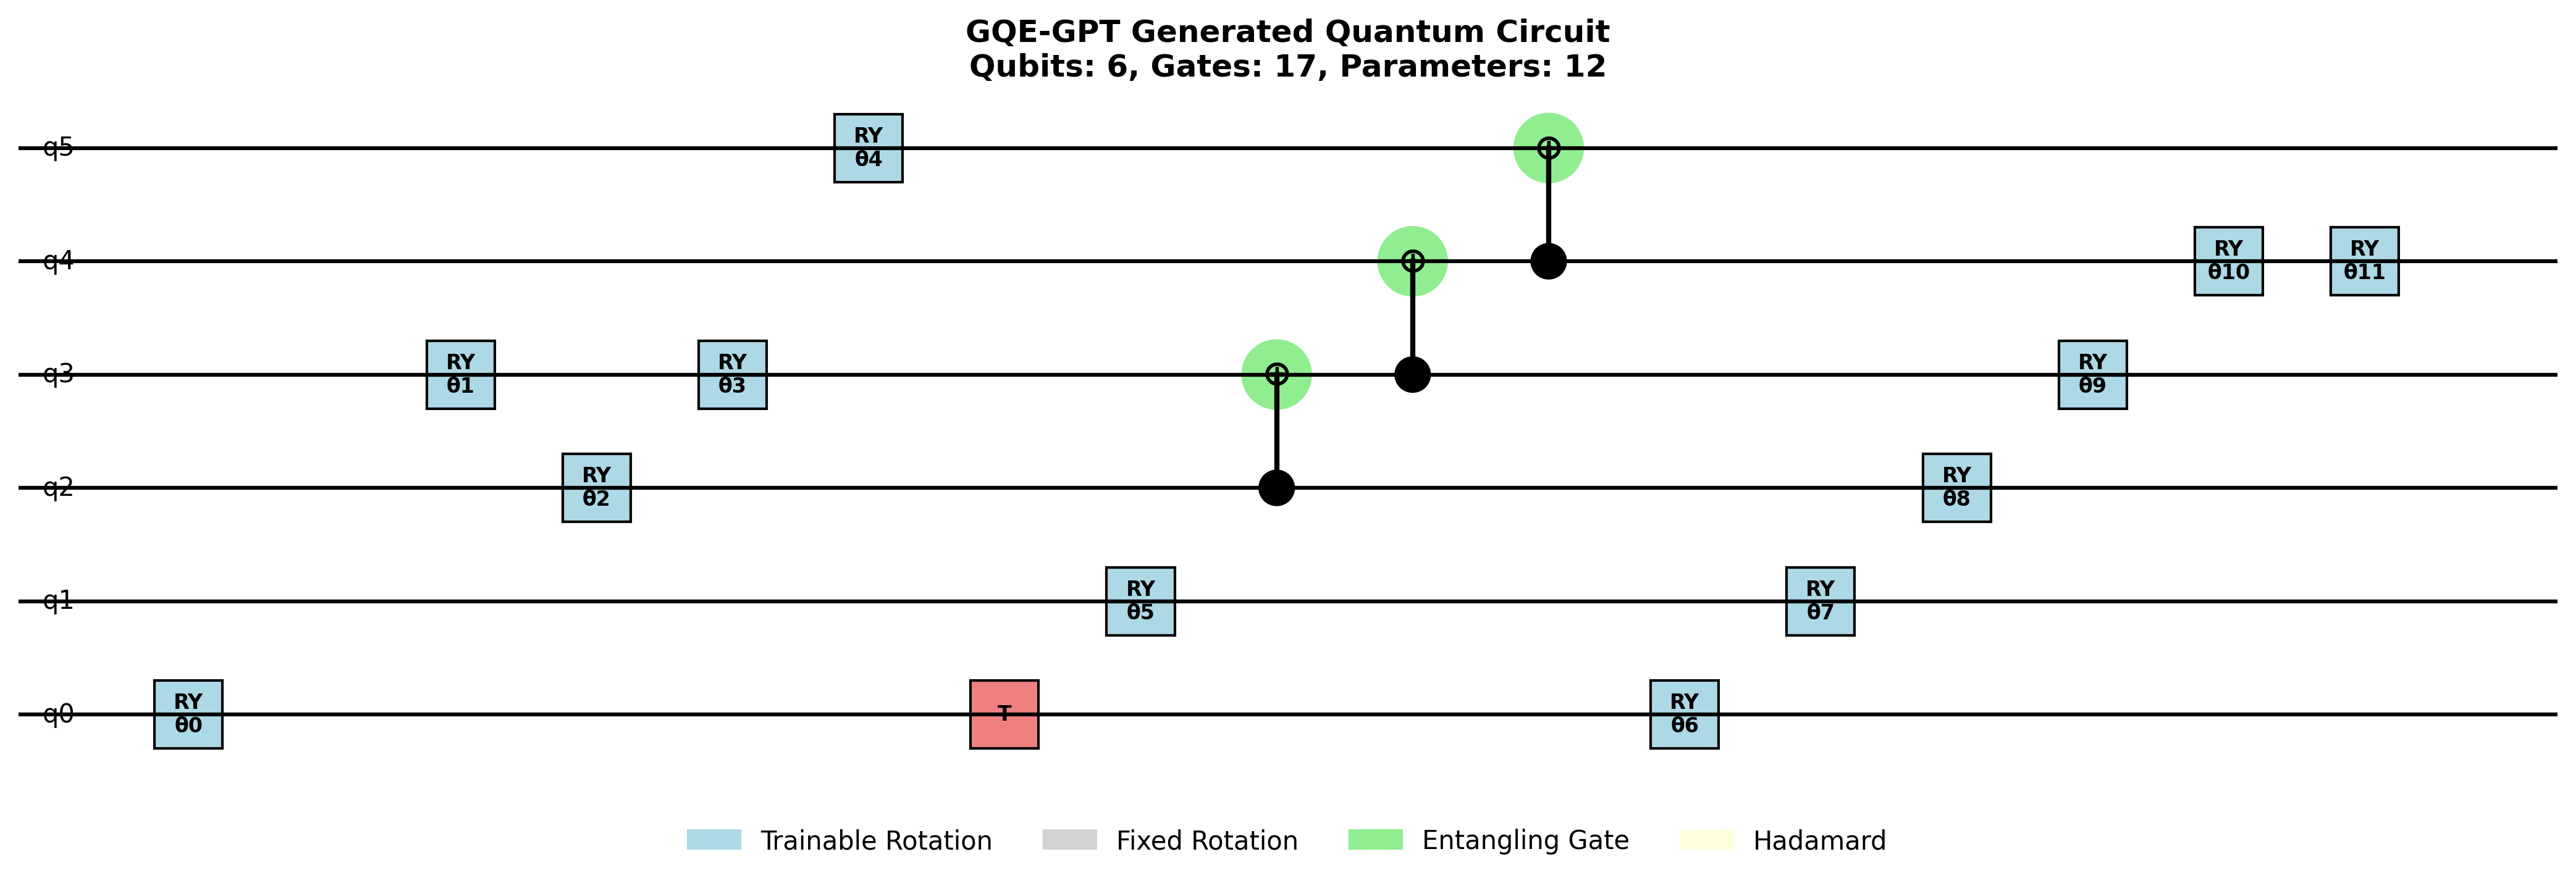 GQE-GPT Generated Quantum Circuit
Qubits: 6, Gates: 17, Parameters: 12
q5
RY
θ4
q4
RY
θ10
RY
θ11
q3
RY
θ1
RY
θ3
RY
θ9
q2
RY
θ2
RY
θ8
q1
RY
θ5
RY
θ7
q0
RY
θ0
T
RY
θ6
Trainable Rotation
Fixed Rotation
Entangling Gate
Hadamard